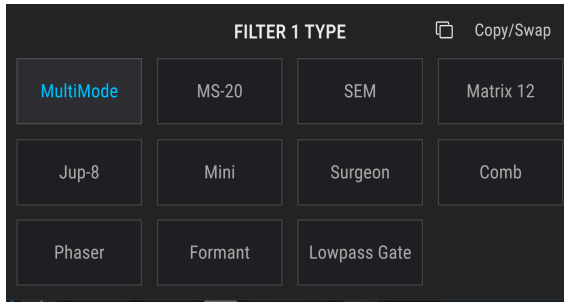 FILTER 1 TYPE
Copy/Swap
MultiMode
MS-20
SEM
Matrix 12
Jup-8
Mini
Surgeon
Comb
Phaser
Formant
Lowpass Gate